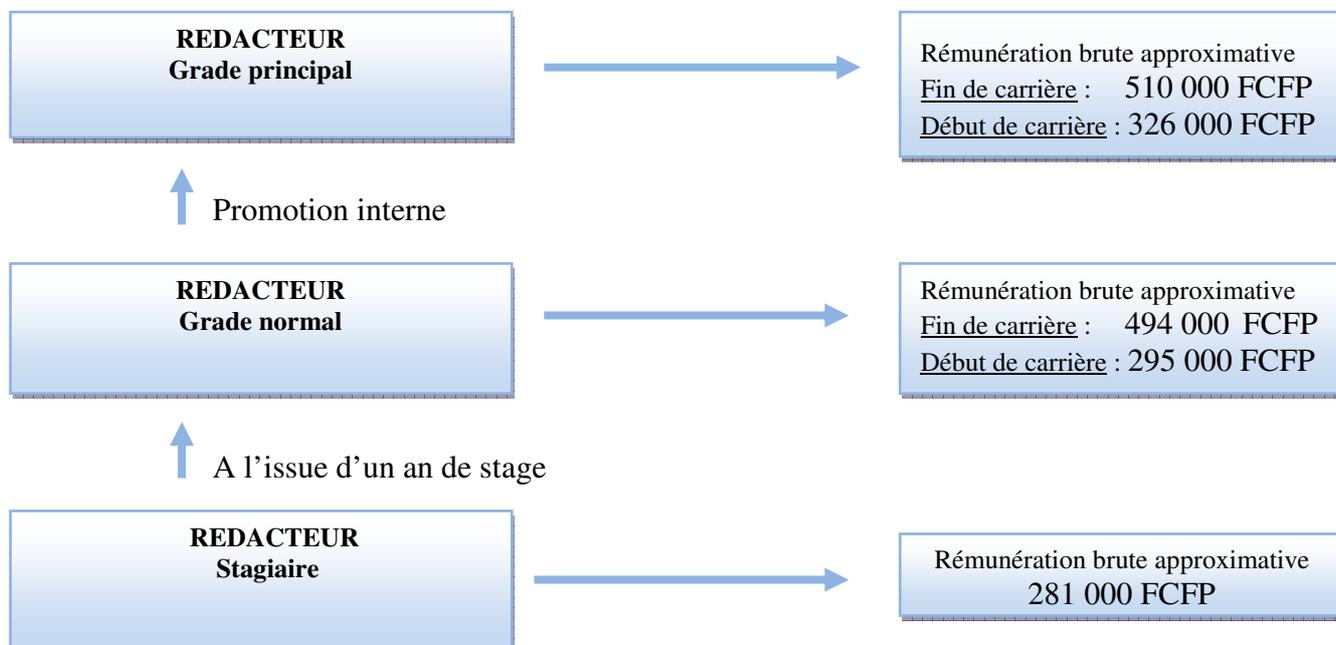 REDACTEUR
Grade principal
Rémunération brute approximative
Fin de carrière : 510 000 FCFP
Début de carrière : 326 000 FCFP
Promotion interne
REDACTEUR
Grade normal
Rémunération brute approximative
Fin de carrière : 494 000 FCFP
Début de carrière : 295 000 FCFP
A l’issue d’un an de stage
REDACTEUR
Stagiaire
Rémunération brute approximative
281 000 FCFP